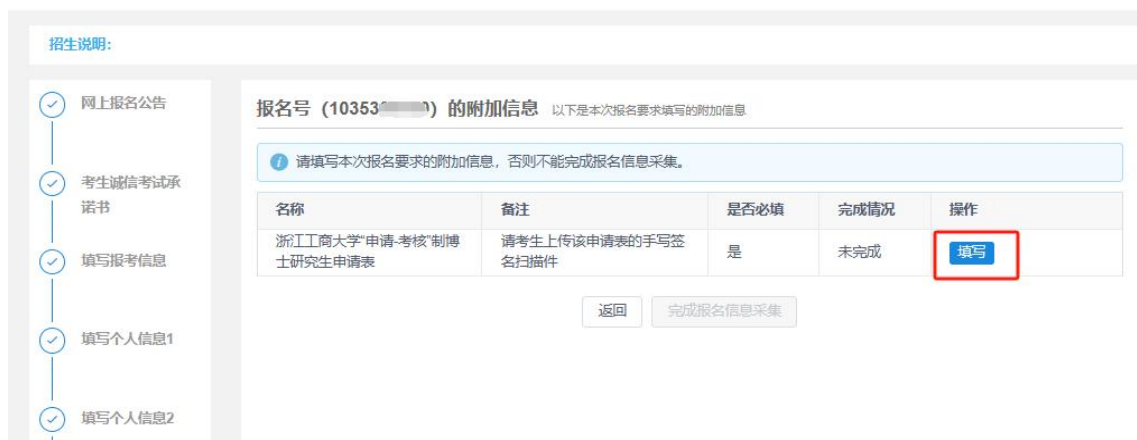 招生说明:
网上报名公告
考生诚信考试承
诺书
填写报考信息
填写个人信息1
填写个人信息2
报名号 (10353 0) 的附加信息 以下是本次报名要求填写的附加信息
请填写本次报名要求的附加信息，否则不能完成报名信息采集。
名称 备注 是否必填 完成情况 操作
浙江工商大学“申请-考核”制博 请考生上传该申请表的手写签 是 未完成 填写
士研究生申请表 名扫描件
返回 完成报名信息采集